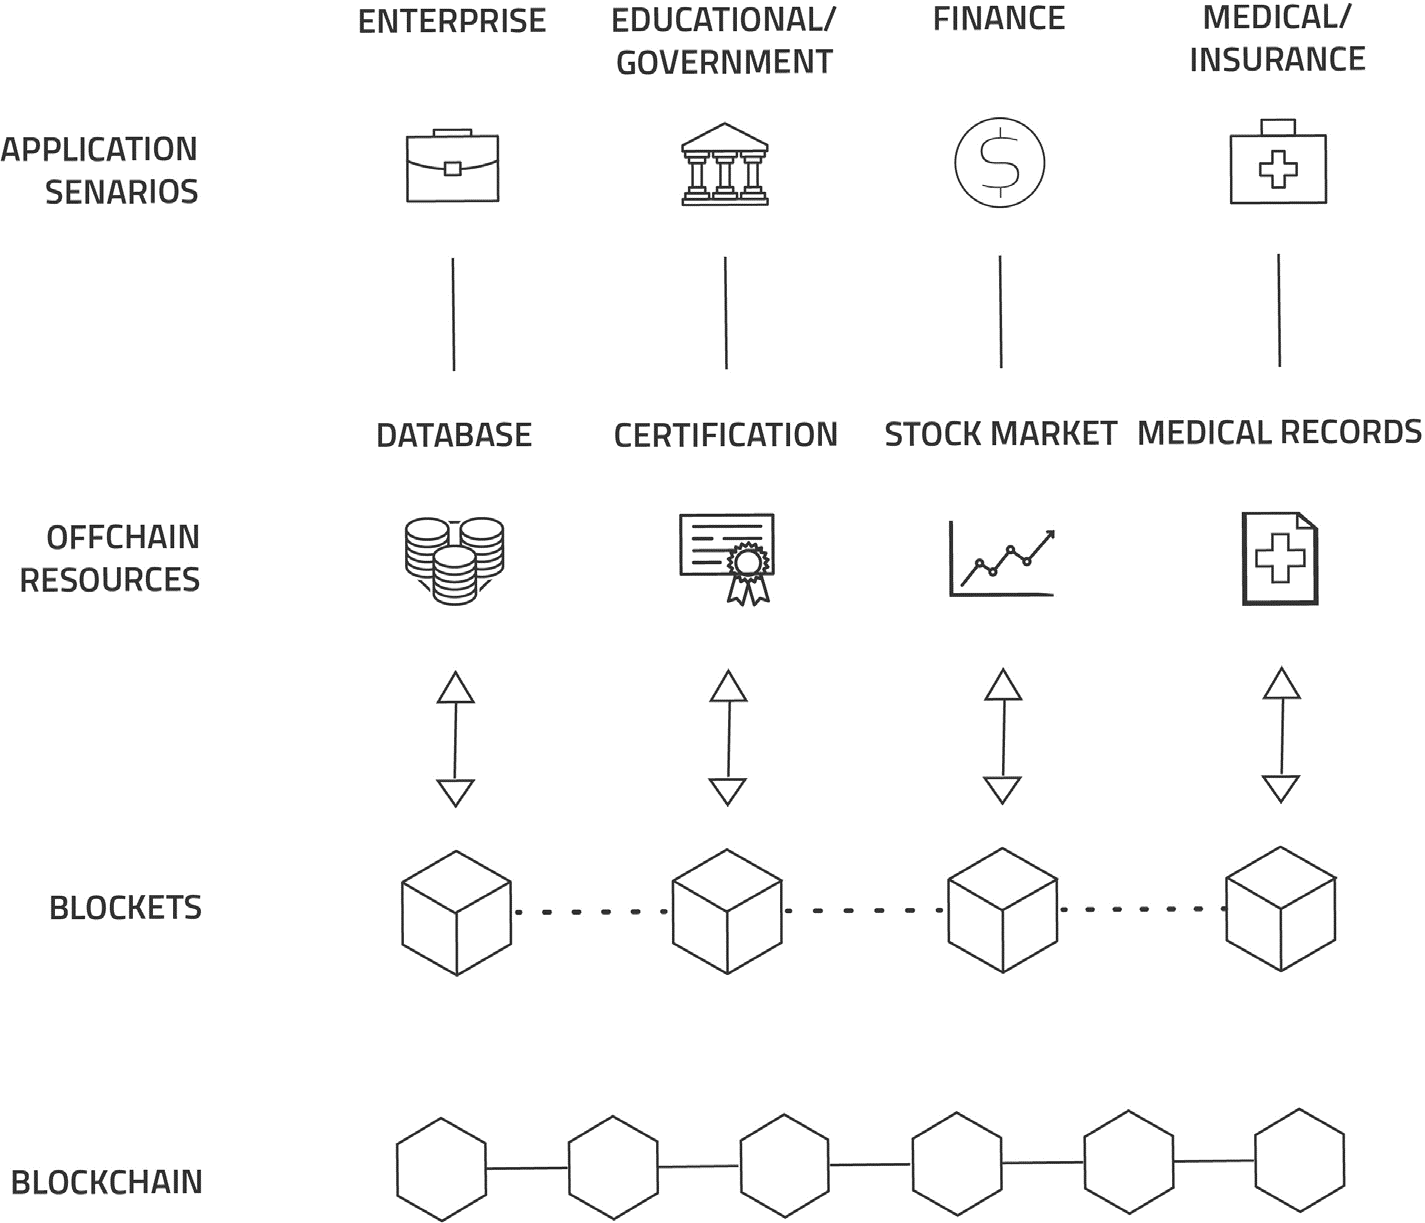 ENTERPRISE
EDUCATIONAL/
GOVERNMENT
FINANCE
MEDICAL/
INSURANCE
APPLICATION
SENARIOS
DATABASE
CERTIFICATION
STOCK MARKET
MEDICAL RECORDS
OFFCHAIN
RESOURCES
BLOCKETS
BLOCKCHAIN